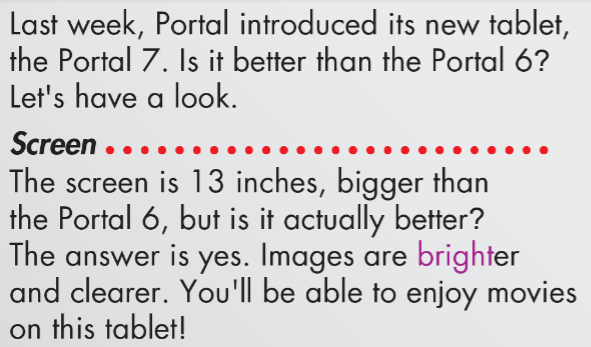 Last week, Portal introduced its new tablet,
the Portal 7. Is it better than the Portal 6?
Let's have a look.
Screen
The screen is 13 inches, bigger than
the Portal 6, but is it actually better?
The answer is yes. Images are brighter
and clearer. You'll be able to enjoy movies
on this tablet!